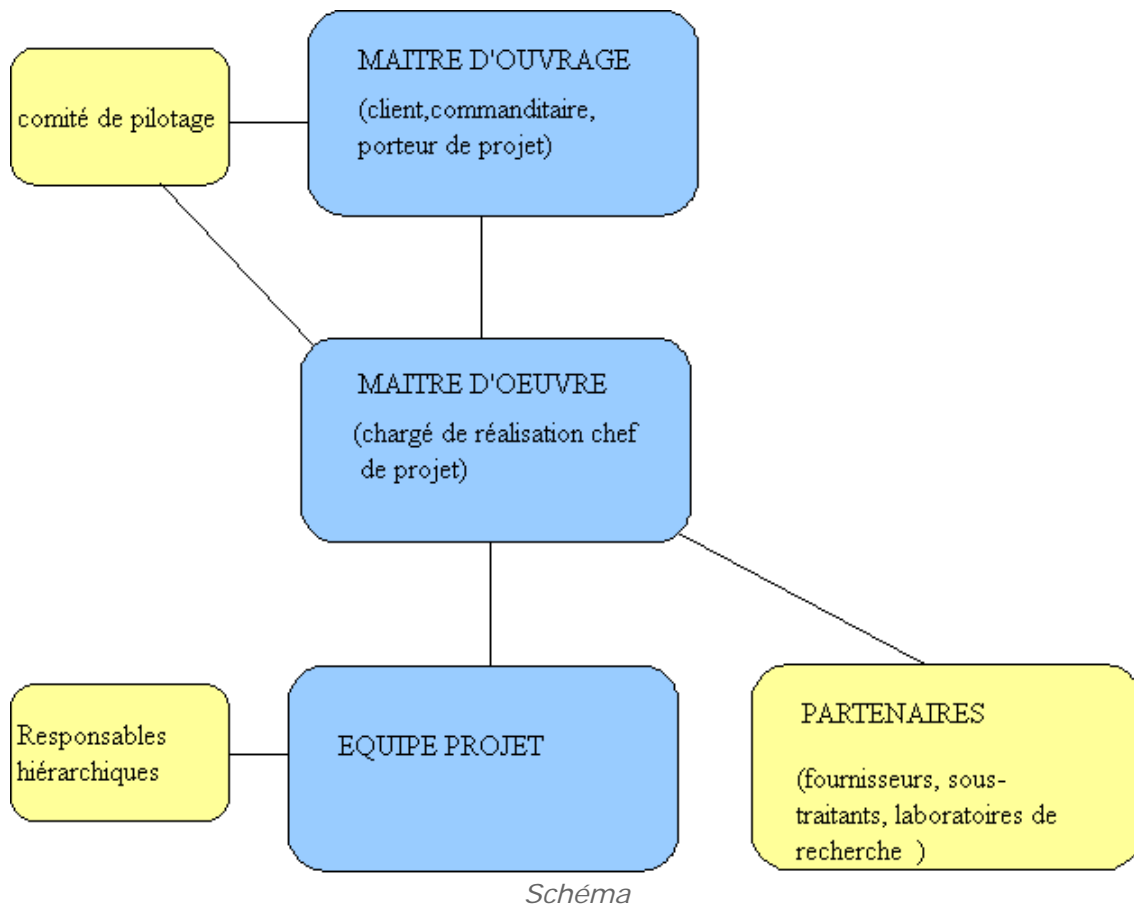 MAITRE D'OUVRAGE
(client,commanditaire,
porteur de projet)
comité de pilotage
MAITRE D'OEUVRE
(chargé de réalisation chef
de projet)
Responsables
hiérarchiques
EQUIPE PROJET
PARTENAIRES
(fournisseurs, sous-
traitants, laboratoires de
recherche )
Schéma